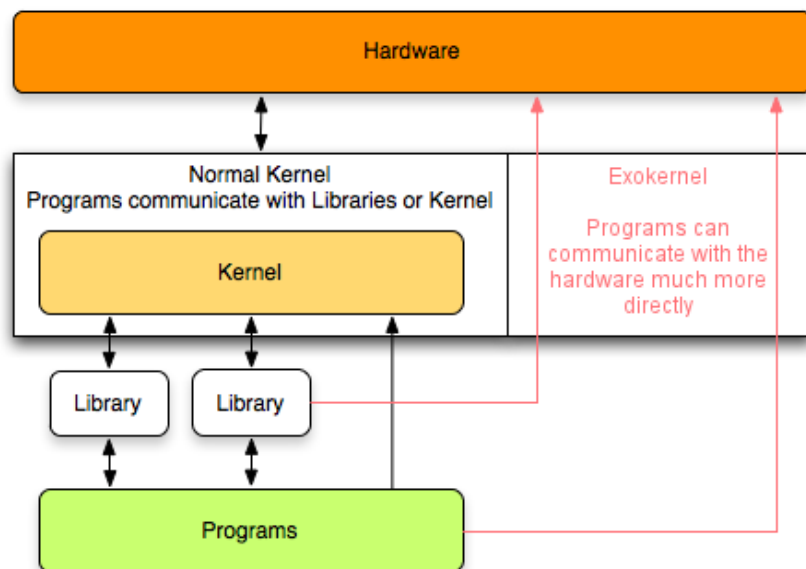 Hardware
Normal Kernel
Programs communicate with Libraries or Kernel
Kernel
Exokernel
Programs can
communicate with the
hardware much more
directly
Library
Library
Programs